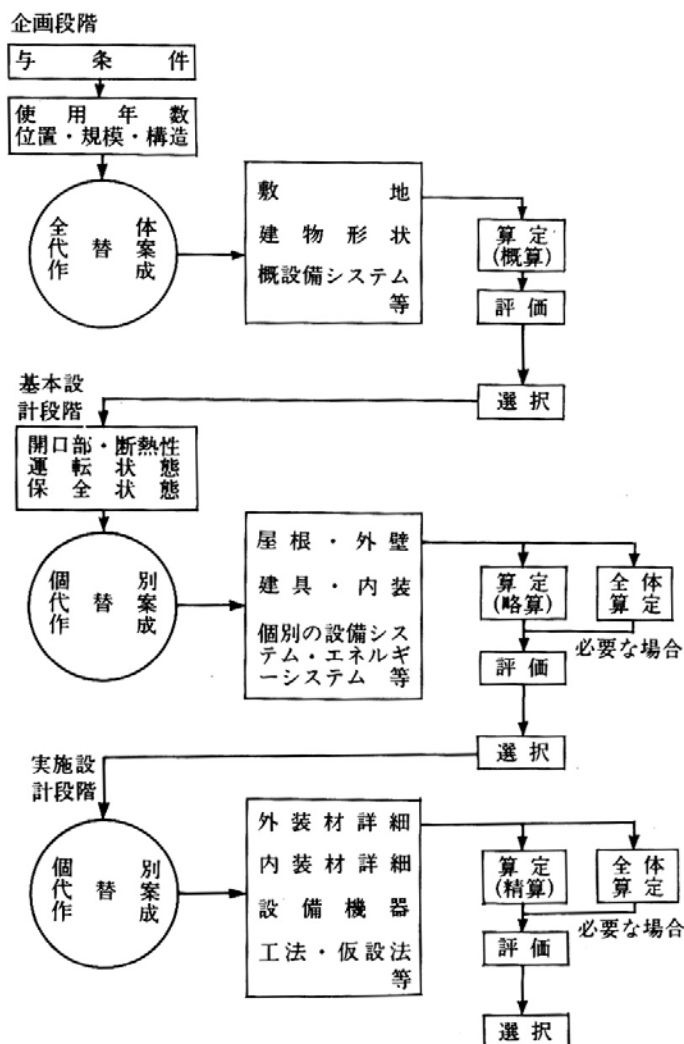 企画段階
与条件
使用年数
位置・規模・構造
全体
代替案
作成
敷地
建物形状
概設備システム
等
算定
(概算)
評価
選択
基本設
計段階
開口部・断熱性
運転状態
保全状態
個別
代替案
作成
屋根・外壁
建具・内装
個別の設備シス
テム・エネルギ
ーシステム等
算定
(略算)
全体
算定
必要な場合
評価
選択
実施設
計段階
個別
代替案
作成
外装材詳細
内装材詳細
設備機器
工法・仮設法
等
算定
(精算)
全体
算定
必要な場合
評価
選択